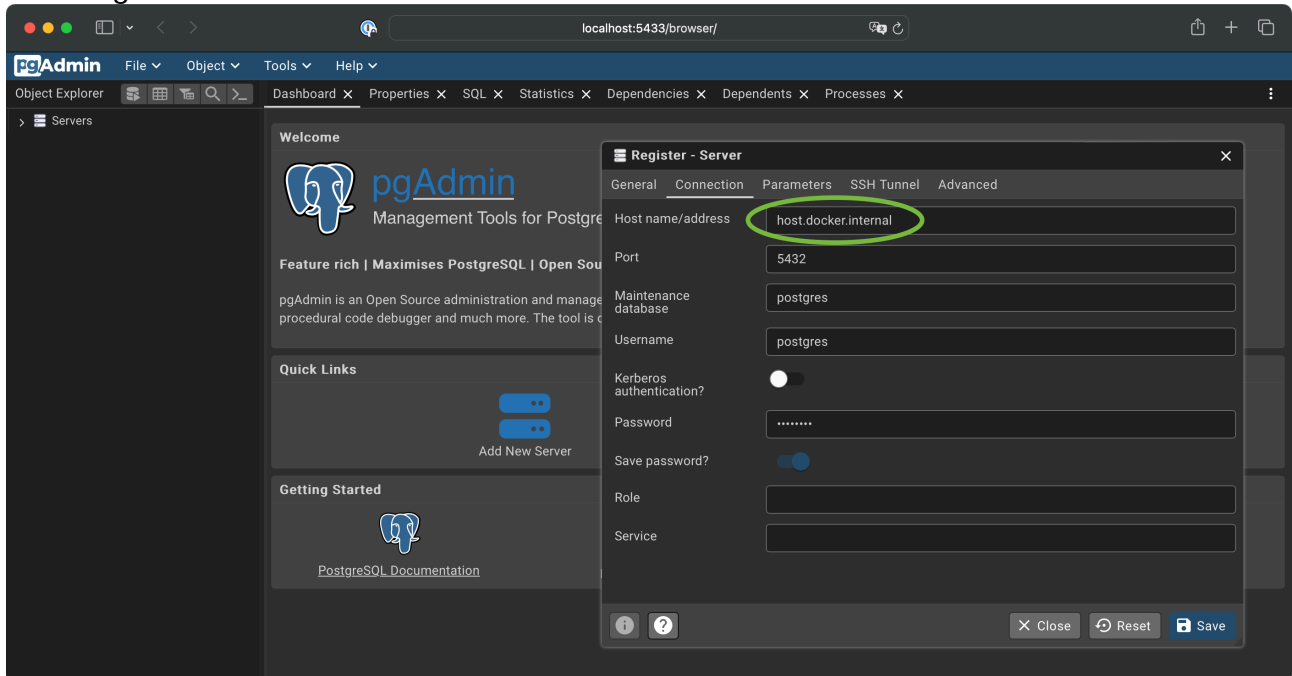 localhost:5433/browser/
pgAdmin File Object Tools Help
Object Explorer Dashboard Properties SQL Statistics Dependencies Dependents Processes
Servers
Welcome
pgAdmin
Management Tools for Postgre
Feature rich | Maximises PostgreSQL | Open Sou
pgAdmin is an Open Source administration and manage
procedural code debugger and much more. The tool is
Quick Links
Add New Server
Getting Started
PostgreSQL Documentation
Register - Server
General Connection Parameters SSH Tunnel Advanced
Host name/address host.docker.internal
Port 5432
Maintenance
database postgres
Username postgres
Kerberos
authentication?
Password ••••••••
Save password?
Role
Service
Close Reset Save